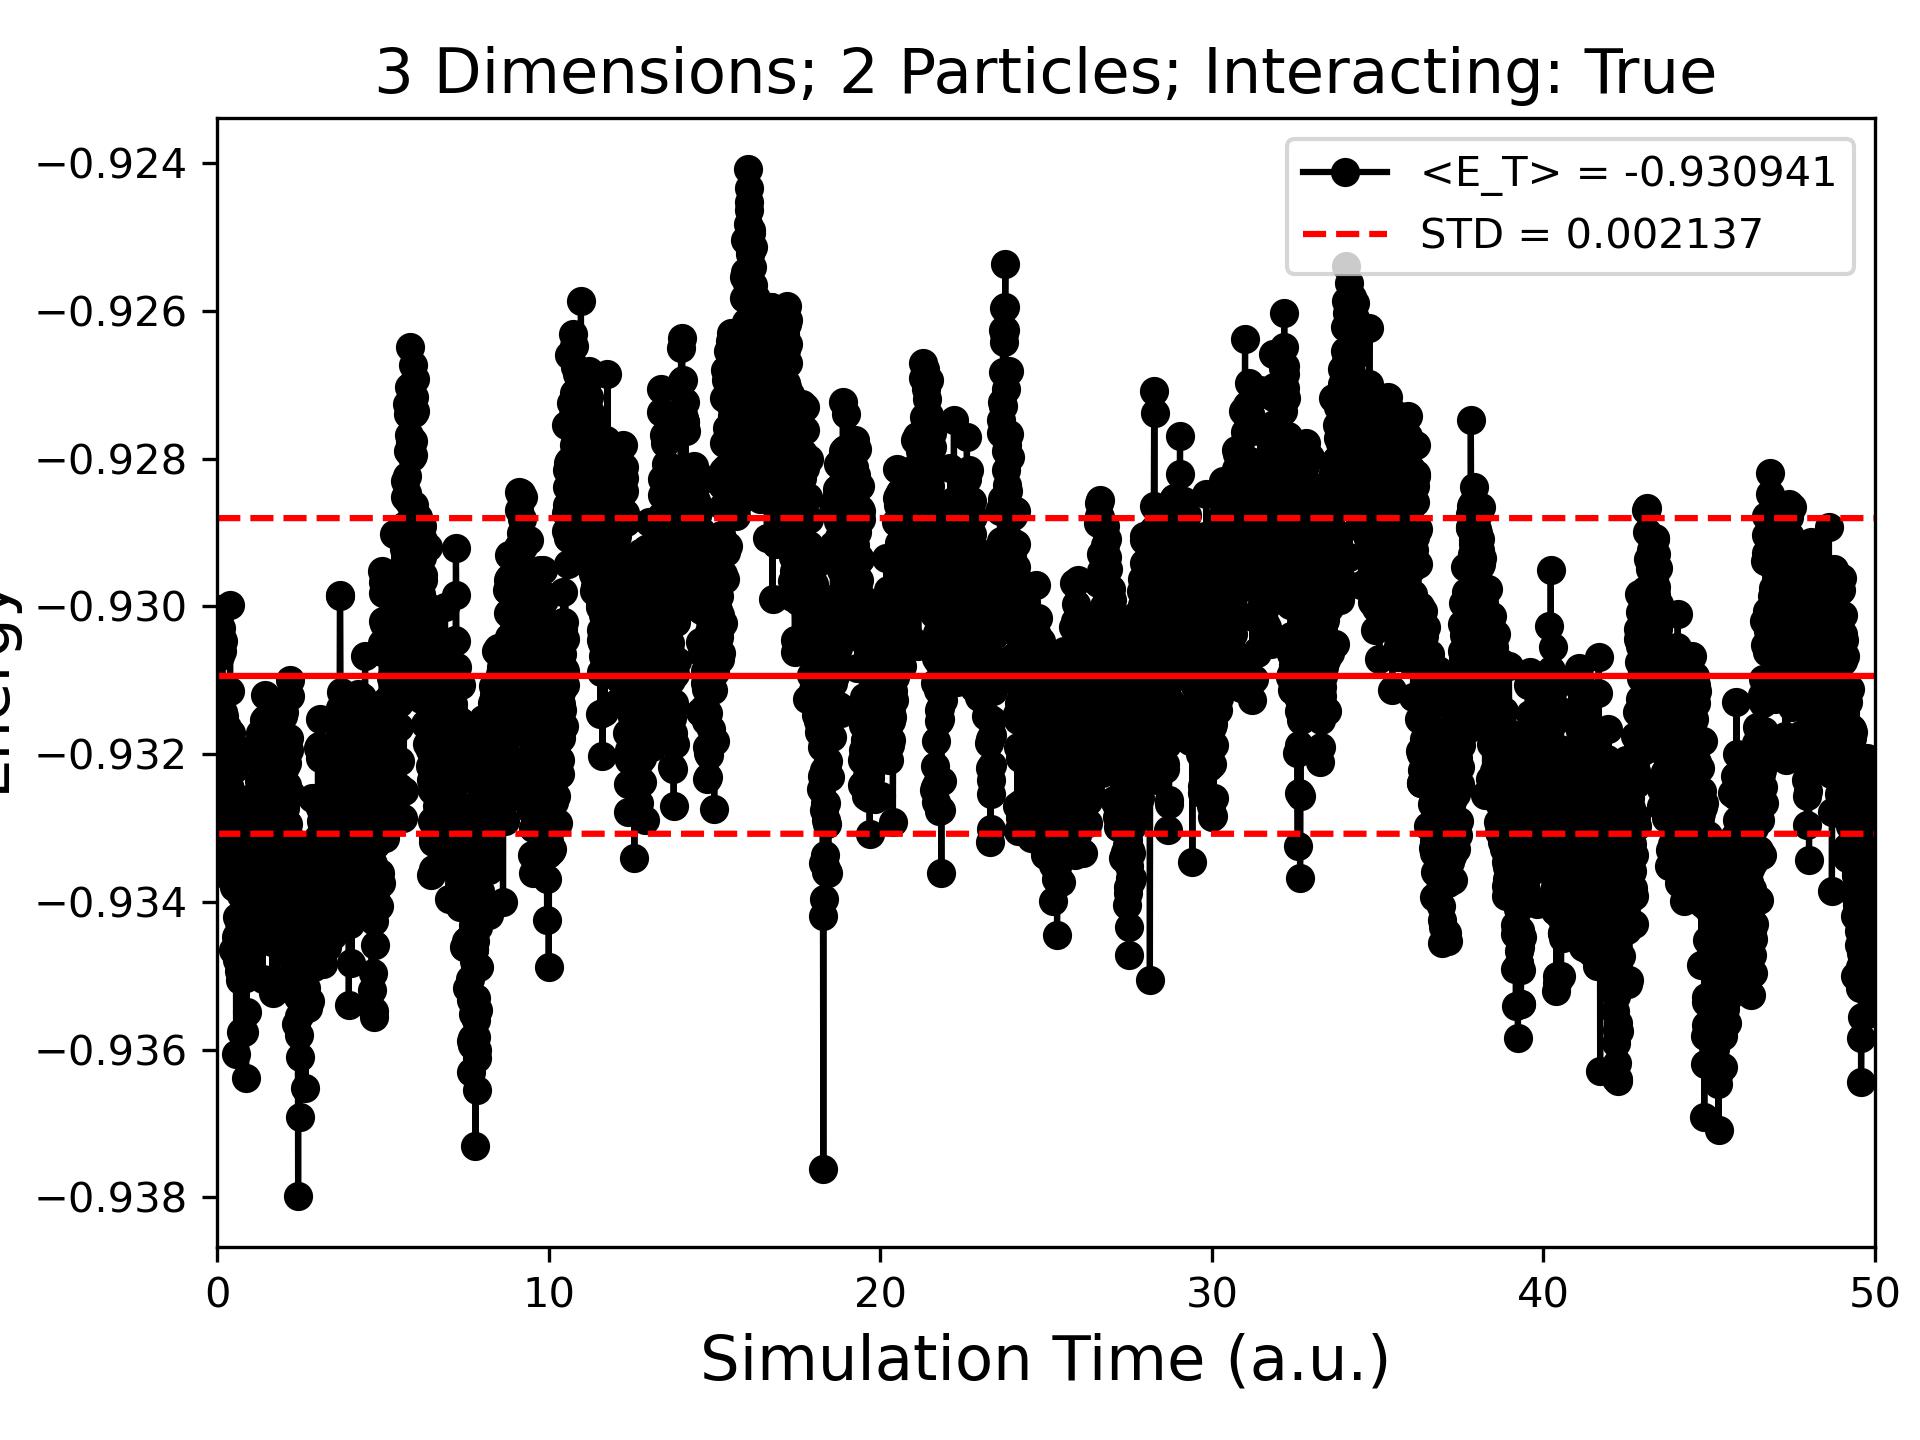 3 Dimensions; 2 Particles; Interacting: True
<E_T> = -0.930941
STD = 0.002137
−0.924
−0.926
−0.928
−0.930
−0.932
−0.934
−0.936
−0.938
Energy
0 10 20 30 40 50
Simulation Time (a.u.)